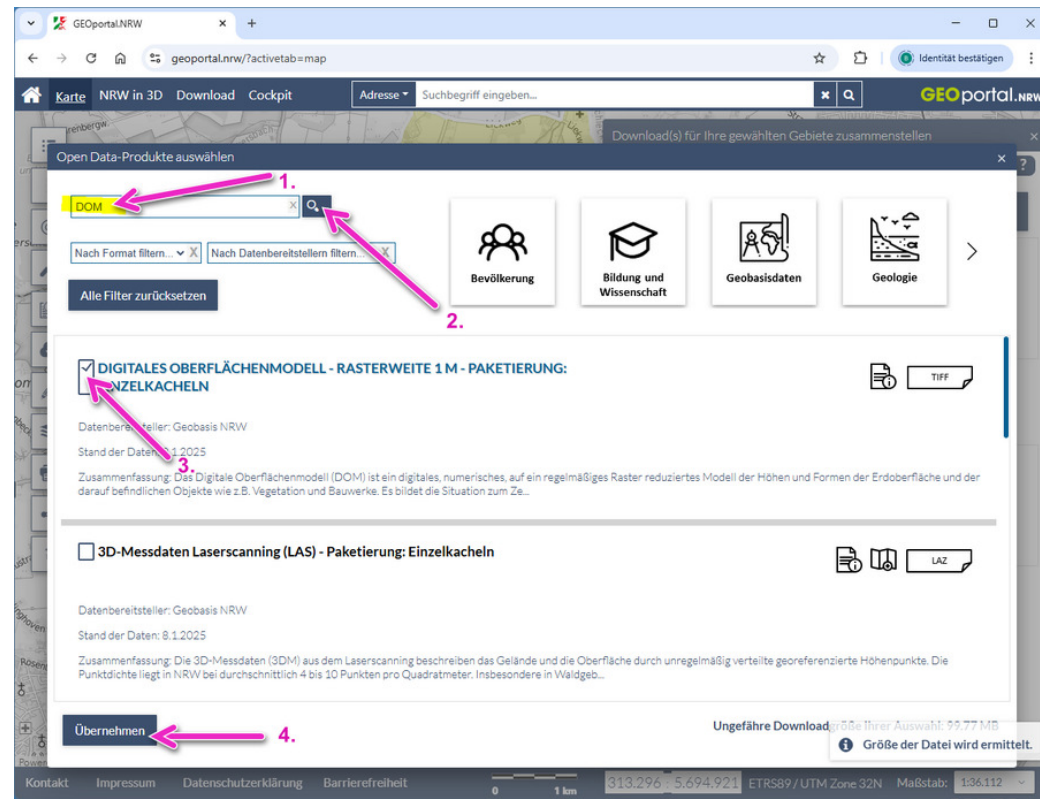 GEOportal.NRW
geoportal.nrw/?activetab=map
Identität bestätigen
Karte NRW in 3D Download Cockpit Adresse Suchbegriff eingeben... GEOportal.NRW
Download(s) für Ihre gewählten Gebiete zusammenstellen
Open Data-Produkte auswählen
?
1.
DOM X
Nach Format filtern... X Nach Datenbereitstellern filtern... X
Alle Filter zurücksetzen
2.
Bevölkerung
Bildung und
Wissenschaft
Geobasisdaten
Geologie
DIGITALES OBERFLÄCHENMODELL - RASTERWEITE 1 M - PAKETIERUNG:
EINZELKACHELN
TIFF
Datenbereitsteller: Geobasis NRW
Stand der Daten: 8.1.2025
3.
Zusammenfassung: Das Digitale Oberflächenmodell (DOM) ist ein digitales, numerisches, auf ein regelmäßiges Raster reduziertes Modell der Höhen und Formen der Erdoberfläche und der
darauf befindlichen Objekte wie z.B. Vegetation und Bauwerke. Es bildet die Situation zum Ze...
3D-Messdaten Laserscanning (LAS) - Paketierung: Einzelkacheln
LAZ
Datenbereitsteller: Geobasis NRW
Stand der Daten: 8.1.2025
Zusammenfassung: Die 3D-Messdaten (3DM) aus dem Laserscanning beschreiben das Gelände und die Oberfläche durch unregelmäßig verteilte georeferenzierte Höhenpunkte. Die
Punktdichte liegt in NRW bei durchschnittlich 4 bis 10 Punkten pro Quadratmeter. Insbesondere in Waldgeb...
Übernehmen
4.
Ungefähre Downloadgröße Ihrer Auswahl: 99.77 MB
Größe der Datei wird ermittelt.
Kontakt Impressum Datenschutzerklärung Barrierefreiheit
0 1 km
313.296 : 5.694.921 ETRS89 / UTM Zone 32N Maßstab: 1:36.112